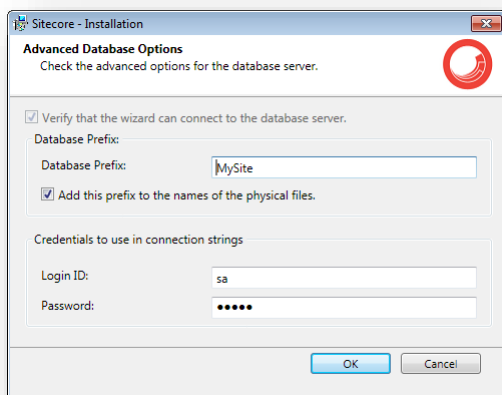 Sitecore - Installation
Advanced Database Options
Check the advanced options for the database server.
Verify that the wizard can connect to the database server.
Database Prefix:
Database Prefix: MySite
Add this prefix to the names of the physical files.
Credentials to use in connection strings
Login ID: sa
Password: •••••
OK Cancel